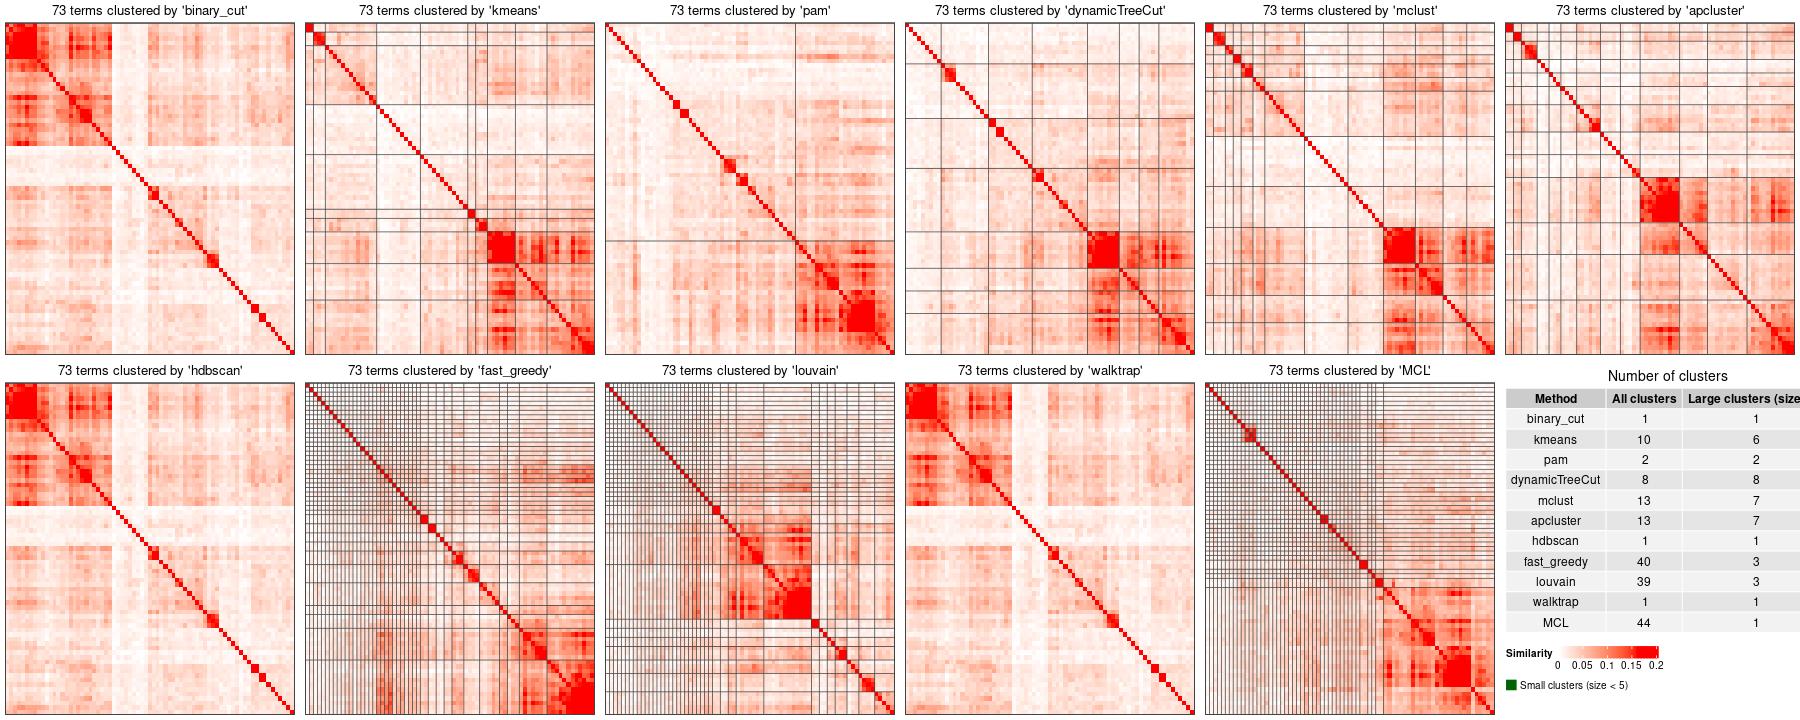 73 terms clustered by 'binary_cut'
73 terms clustered by 'kmeans'
73 terms clustered by 'pam'
73 terms clustered by 'dynamicTreeCut'
73 terms clustered by 'mclust'
73 terms clustered by 'apcluster'
73 terms clustered by 'hdbscan'
73 terms clustered by 'fast_greedy'
73 terms clustered by 'louvain'
73 terms clustered by 'walktrap'
73 terms clustered by 'MCL'
Number of clusters
Method All clusters Large clusters (size
binary_cut 1 1
kmeans 10 6
pam 2 2
dynamicTreeCut 8 8
mclust 13 7
apcluster 13 7
hdbscan 1 1
fast_greedy 40 3
louvain 39 3
walktrap 1 1
MCL 44 1
Similarity
0 0.05 0.1 0.15 0.2
Small clusters (size < 5)